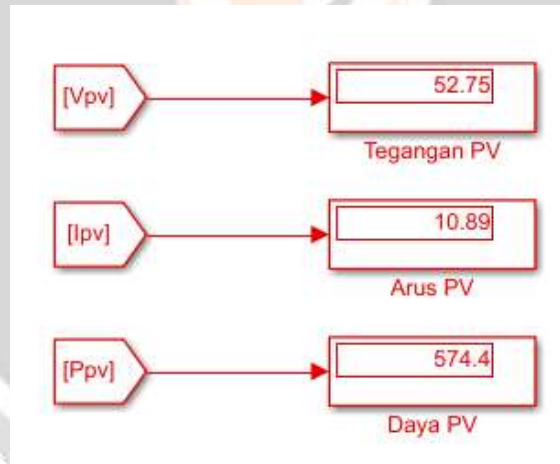 [Vpv]
52.75
Tegangan PV
[Ipv]
10.89
Arus PV
[Ppv]
574.4
Daya PV